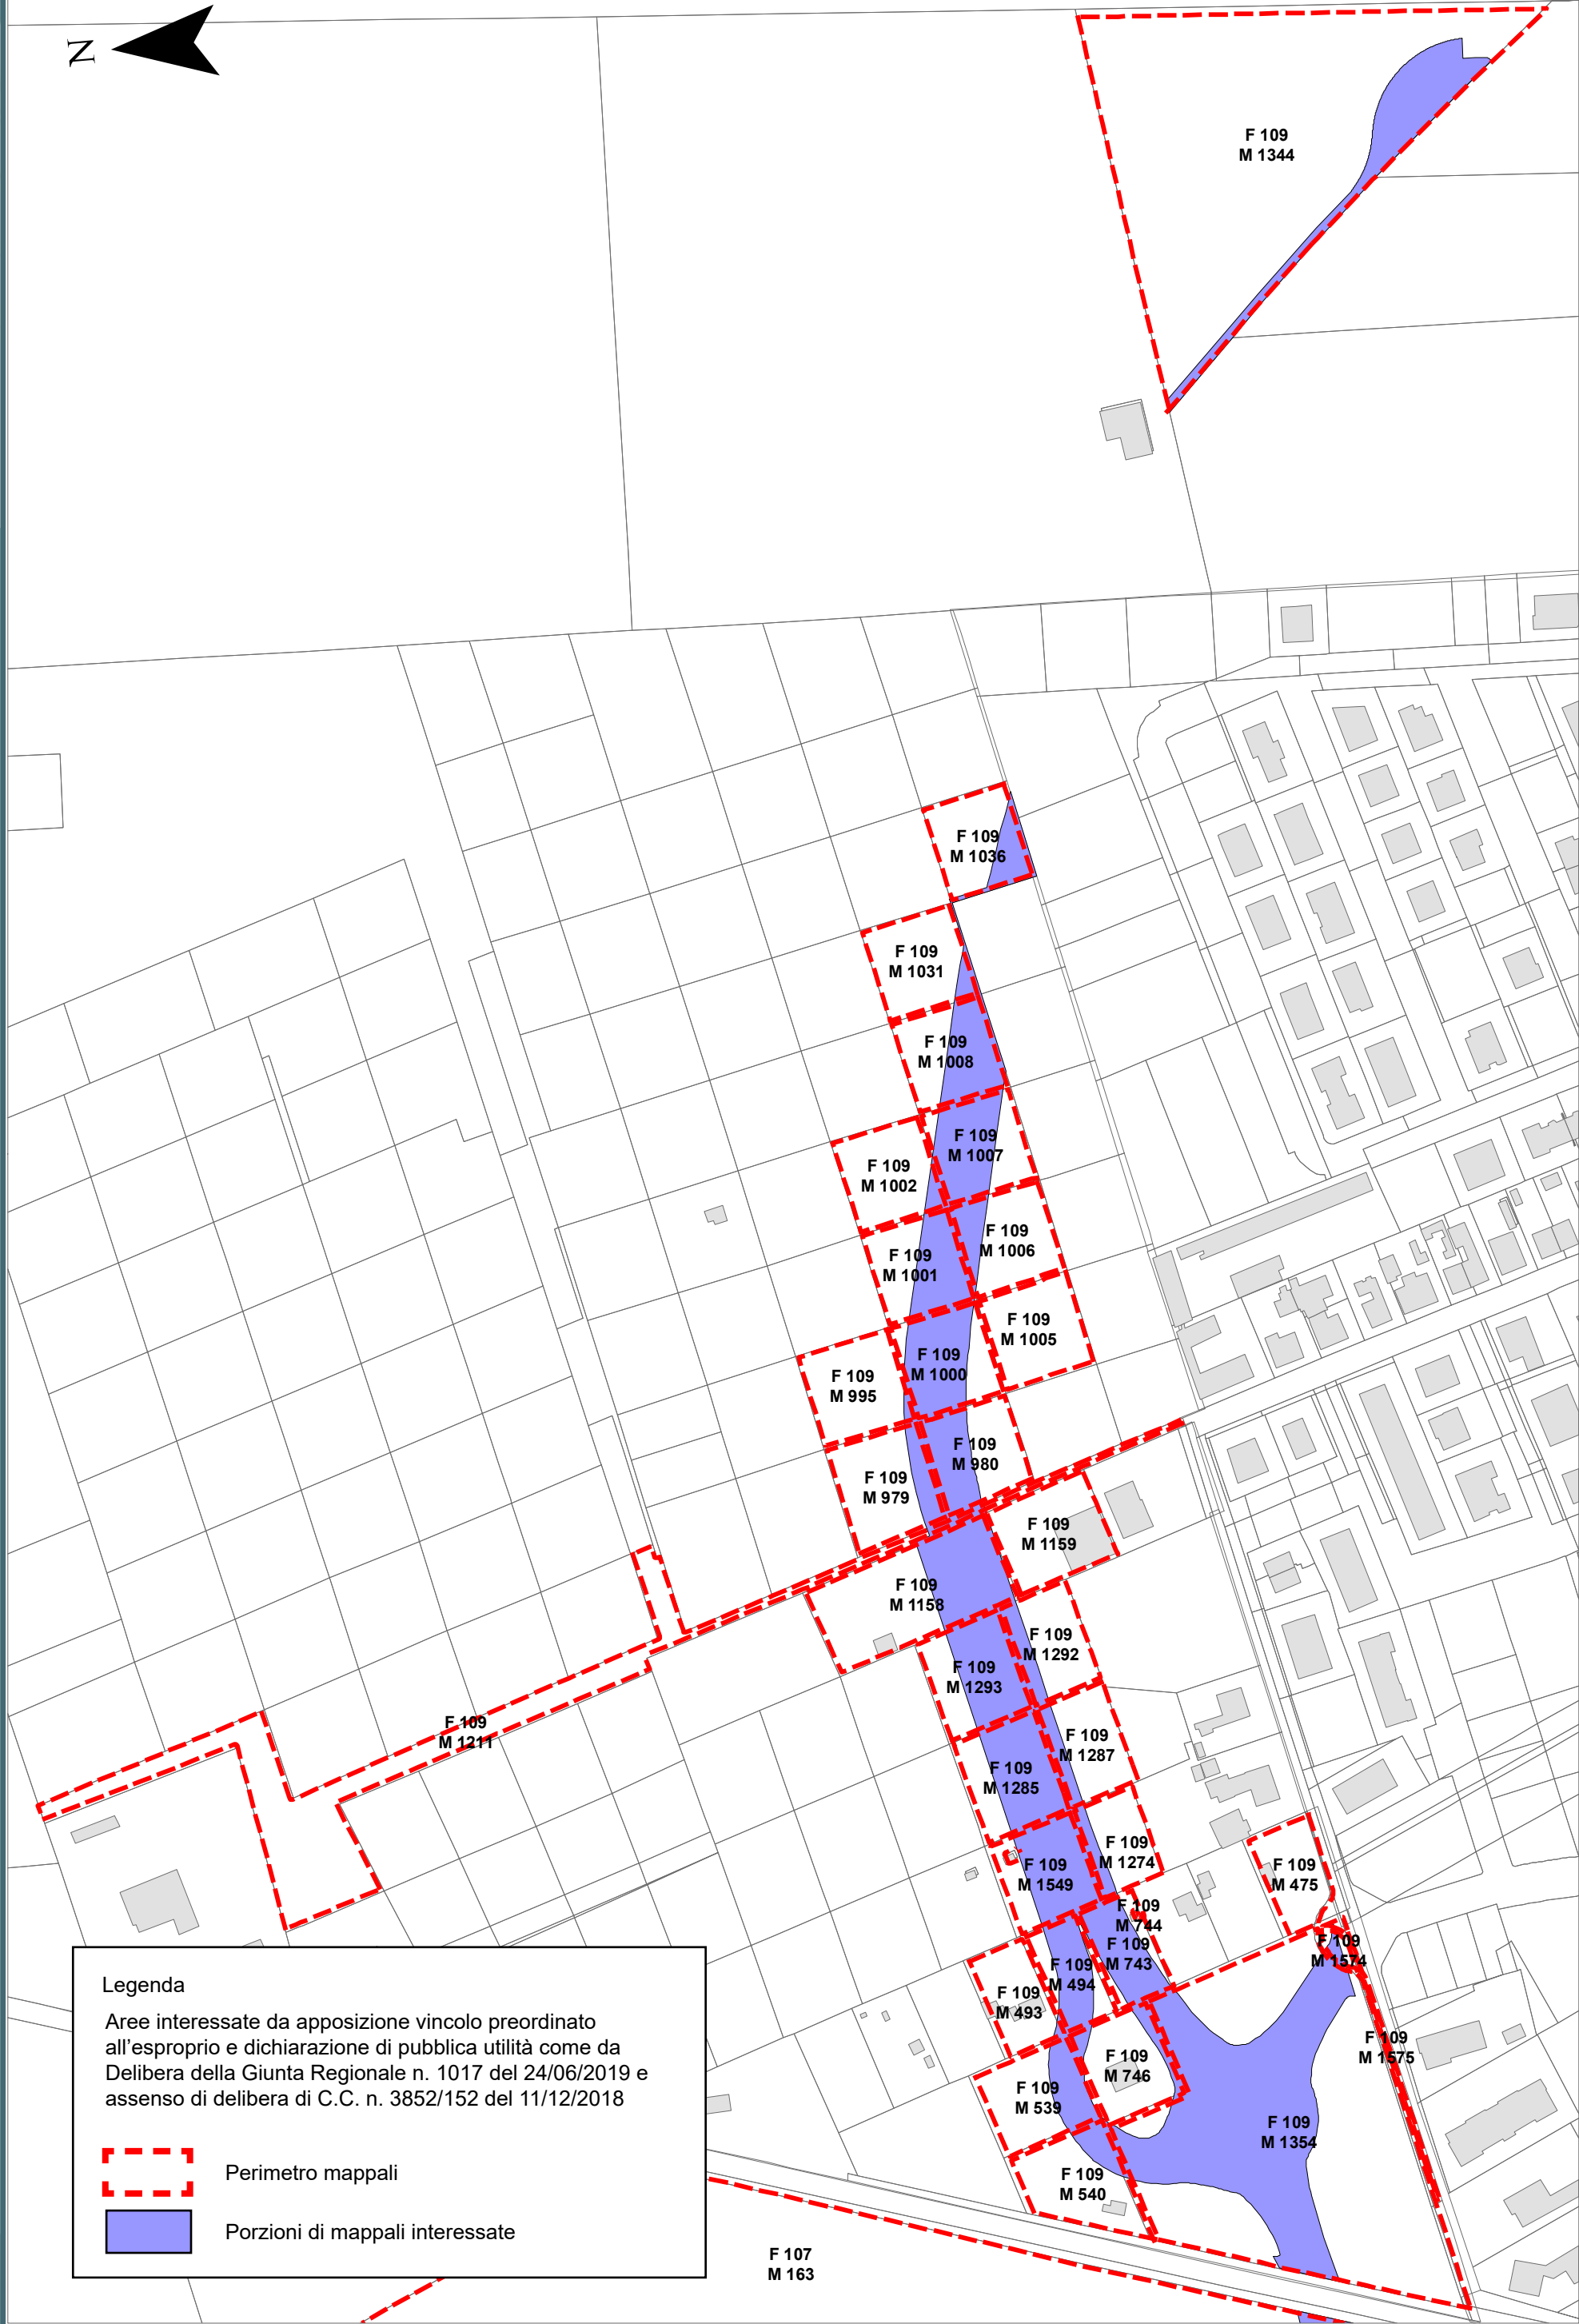 N
F 109
M 1344
F 109
M 1036
F 109
M 1031
F 109
M 1008
F 109
M 1007
F 109
M 1002
F 109
M 1006
F 109
M 1001
F 109
M 1005
F 109
M 1000
F 109
M 995
F 109
M 980
F 109
M 979
F 109
M 1159
F 109
M 1158
F 109
M 1292
F 109
M 1293
F 109
M 1211
F 109
M 1287
F 109
M 1285
F 109
M 1274
F 109
M 1549
F 109
M 475
F 109
M 744
F 109
M 743
F 109
M 1574
F 109
M 494
F 109
M 493
F 109
M 1575
F 109
M 746
F 109
M 539
F 109
M 1354
F 109
M 540
F 107
M 163
Legenda
Aree interessate da apposizione vincolo preordinato
all'esproprio e dichiarazione di pubblica utilità come da
Delibera della Giunta Regionale n. 1017 del 24/06/2019 e
assenso di delibera di C.C. n. 3852/152 del 11/12/2018
Perimetro mappali
Porzioni di mappali interessate